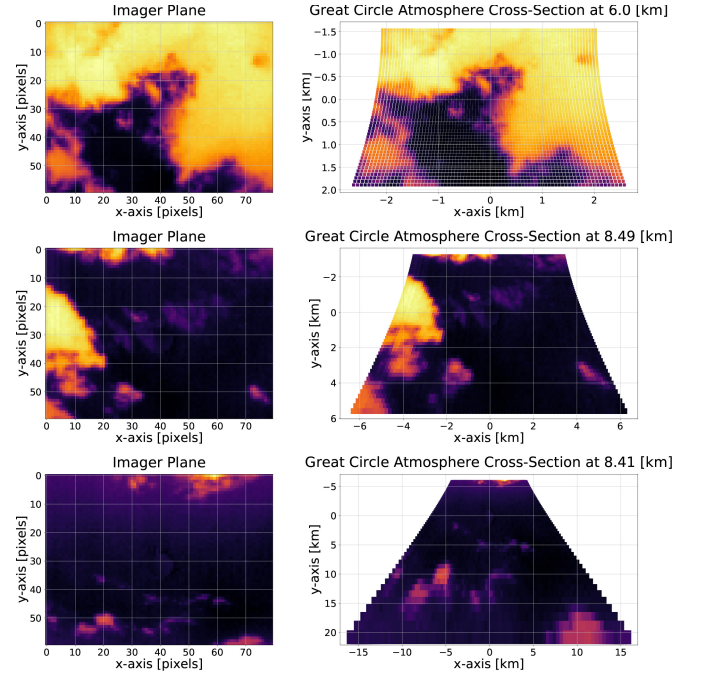 Imager Plane
Great Circle Atmosphere Cross-Section at 6.0 [km]
y-axis [pixels]
0
10
20
30
40
50
0 10 20 30 40 50 60 70
x-axis [pixels]
y-axis [km]
−1.5
−1.0
−0.5
0.0
0.5
1.0
1.5
2.0
−2 −1 0 1 2
x-axis [km]
Imager Plane
Great Circle Atmosphere Cross-Section at 8.49 [km]
y-axis [pixels]
0
10
20
30
40
50
0 10 20 30 40 50 60 70
x-axis [pixels]
y-axis [km]
−2
0
2
4
6
−6 −4 −2 0 2 4 6
x-axis [km]
Imager Plane
Great Circle Atmosphere Cross-Section at 8.41 [km]
y-axis [pixels]
0
10
20
30
40
50
0 10 20 30 40 50 60 70
x-axis [pixels]
y-axis [km]
−5
0
5
10
15
20
−15 −10 −5 0 5 10 15
x-axis [km]